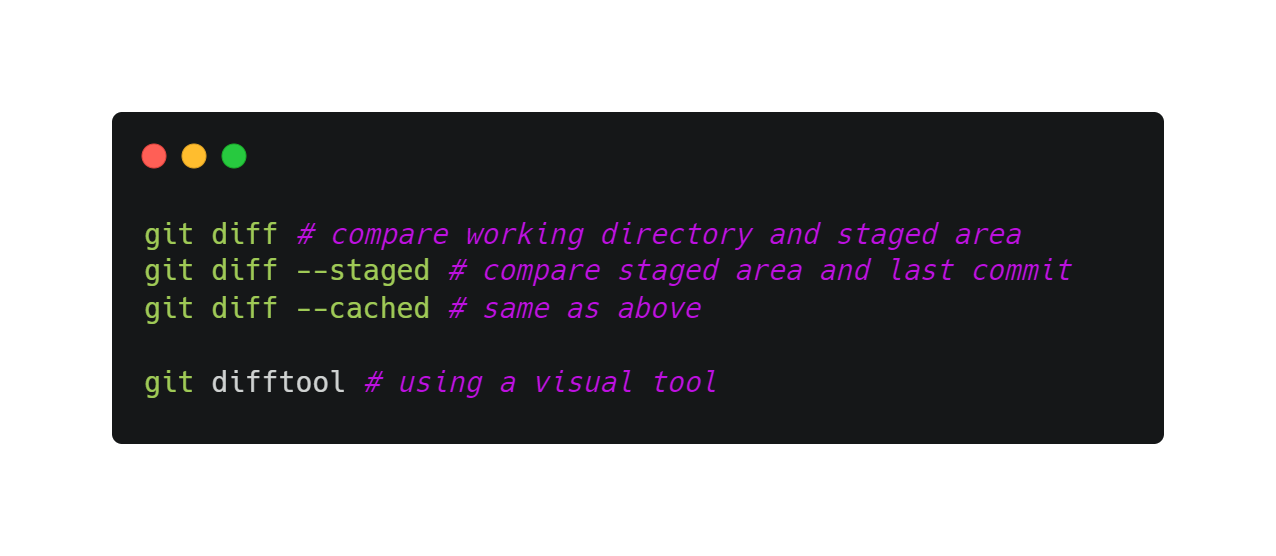 git diff # compare working directory and staged area
git diff --staged # compare staged area and last commit
git diff --cached # same as above
git difftool # using a visual tool